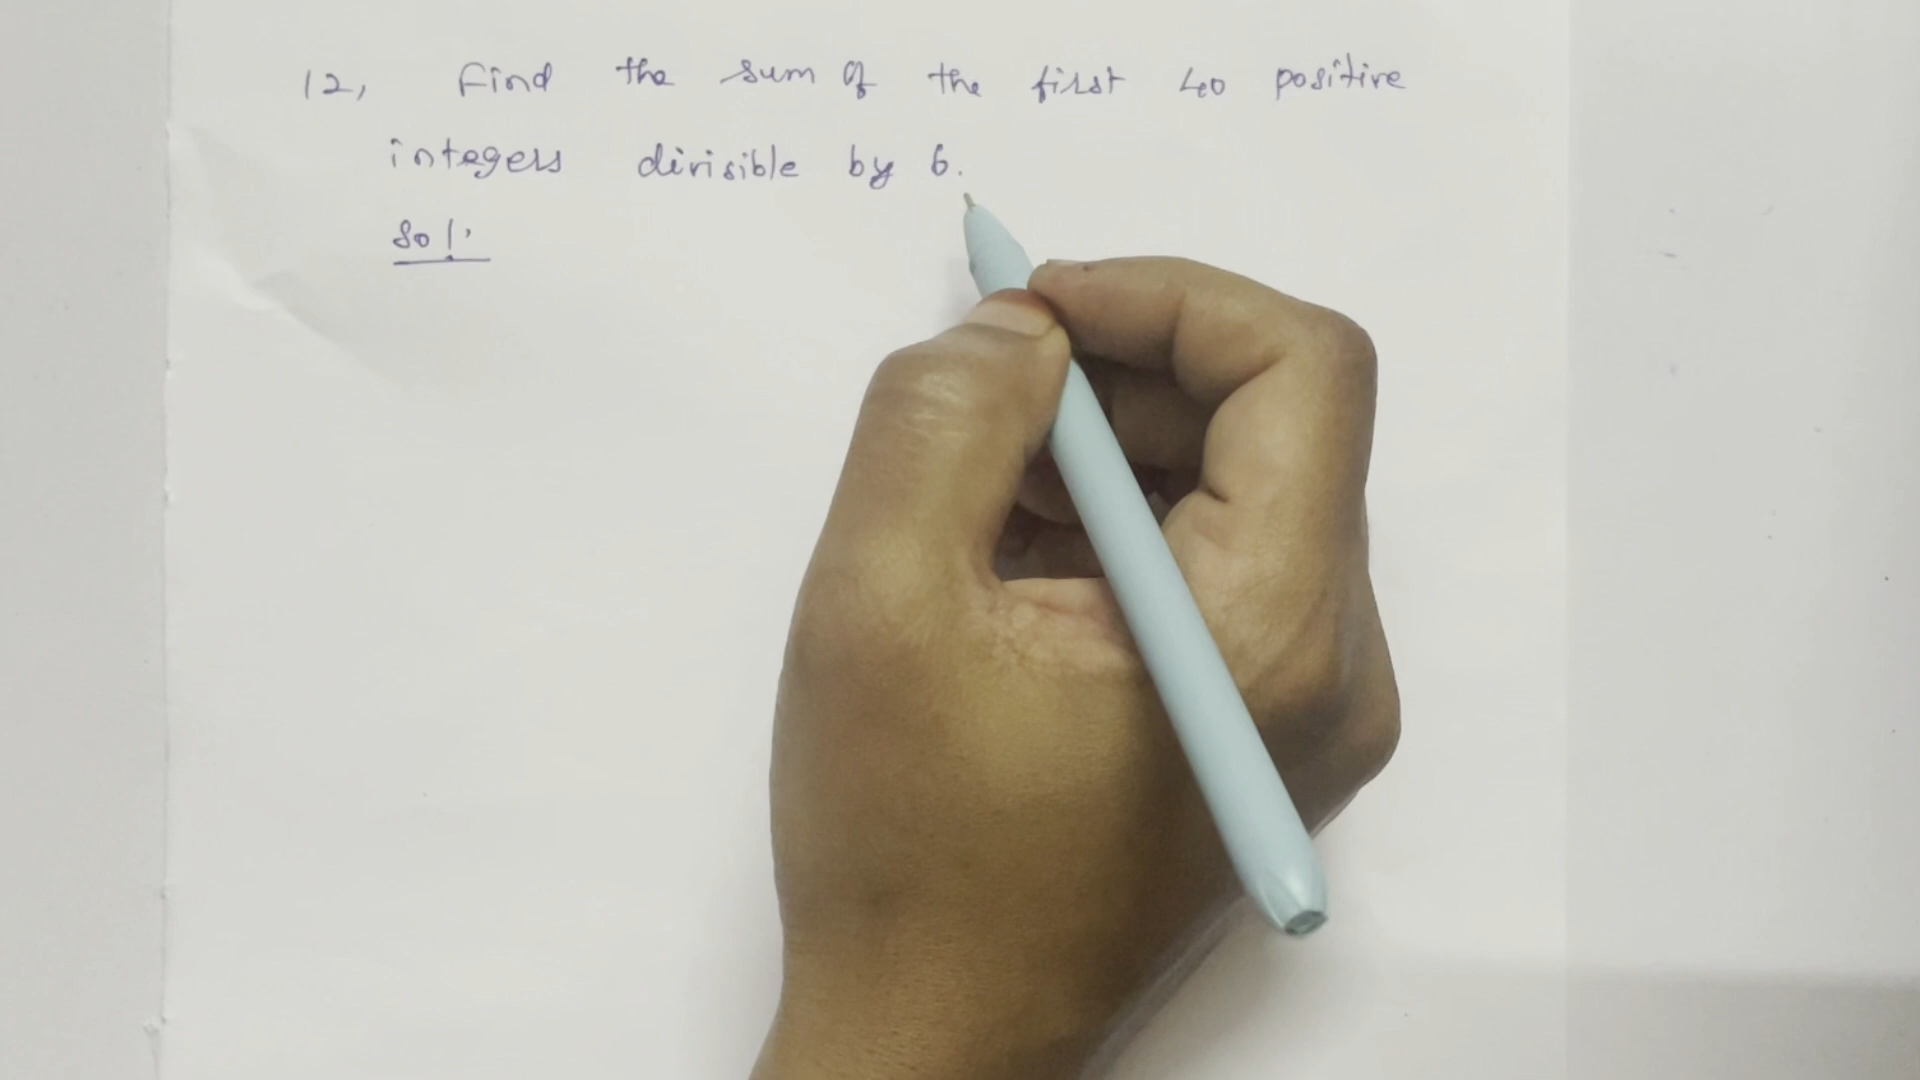 12, Find the sum of the first 40 positive
integers divisible by 6.
Sol: